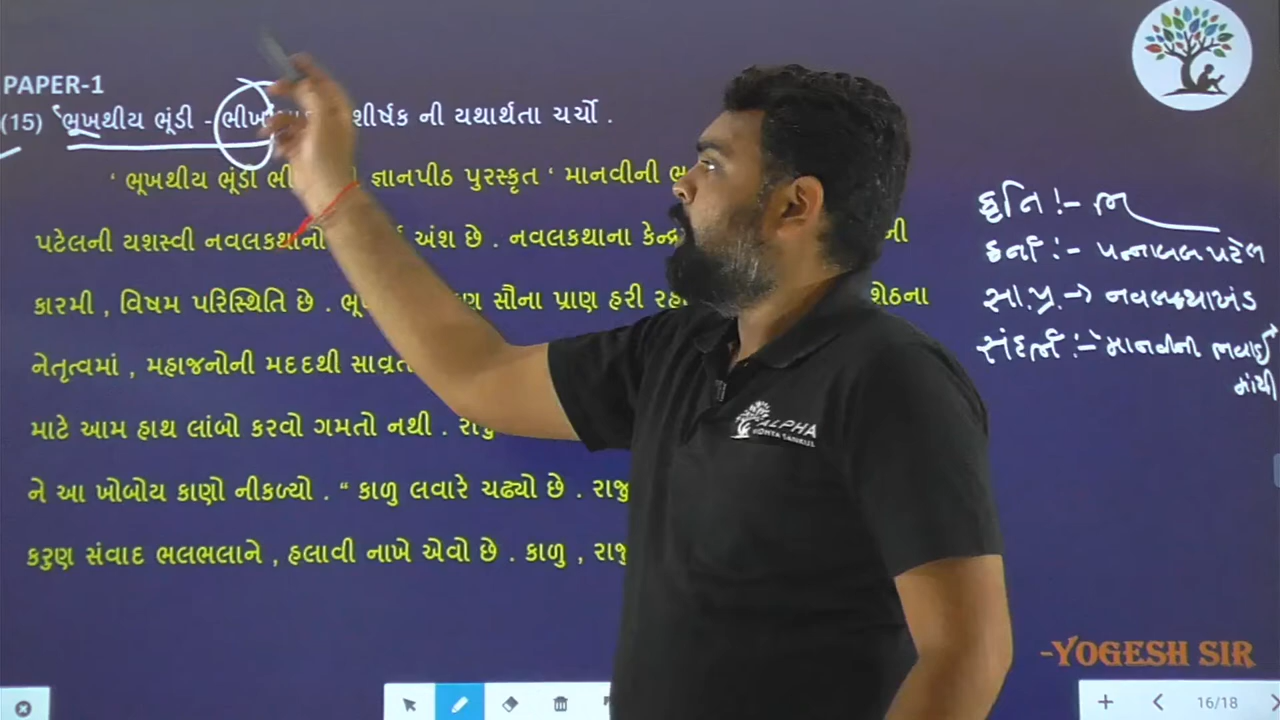 PAPER-1
(15) ભૂખથીય ભૂંડી - શીર્ષક ની યથાર્થતા ચર્ચો .
‘ ભૂખથીય ભૂંડી જ્ઞાનપીઠ પુરસ્કૃત ‘ માનવીની
પટેલની યશસ્વી નવલકથાનો અંશ છે . નવલકથાના
કારમી , વિષમ પરિસ્થિતિ છે . સૌના પ્રાણ હરી શેઠના
નેતૃત્વમાં , મહાજનોની મદદથી
માટે આમ હાથ લાંબો કરવો ગમતો નથી .
ને આ ખોબોય કાણો નીકળ્યો . “ કાળુ લવારે ચઢ્યો છે . રાજુ
કરુણ સંવાદ ભલભલાને , હલાવી નાખે એવો છે . કાળુ , રાજુ
કૃતિ :-
કર્તા :- પન્નાલાલ પટેલ
સા.પ્ર. -> નવલકથાખંડ
સંદર્ભ :- માનવીની ભવાઈ
માંથી
ALPHA
VIDHYA SANKUL
-YOGESH SIR
16/18